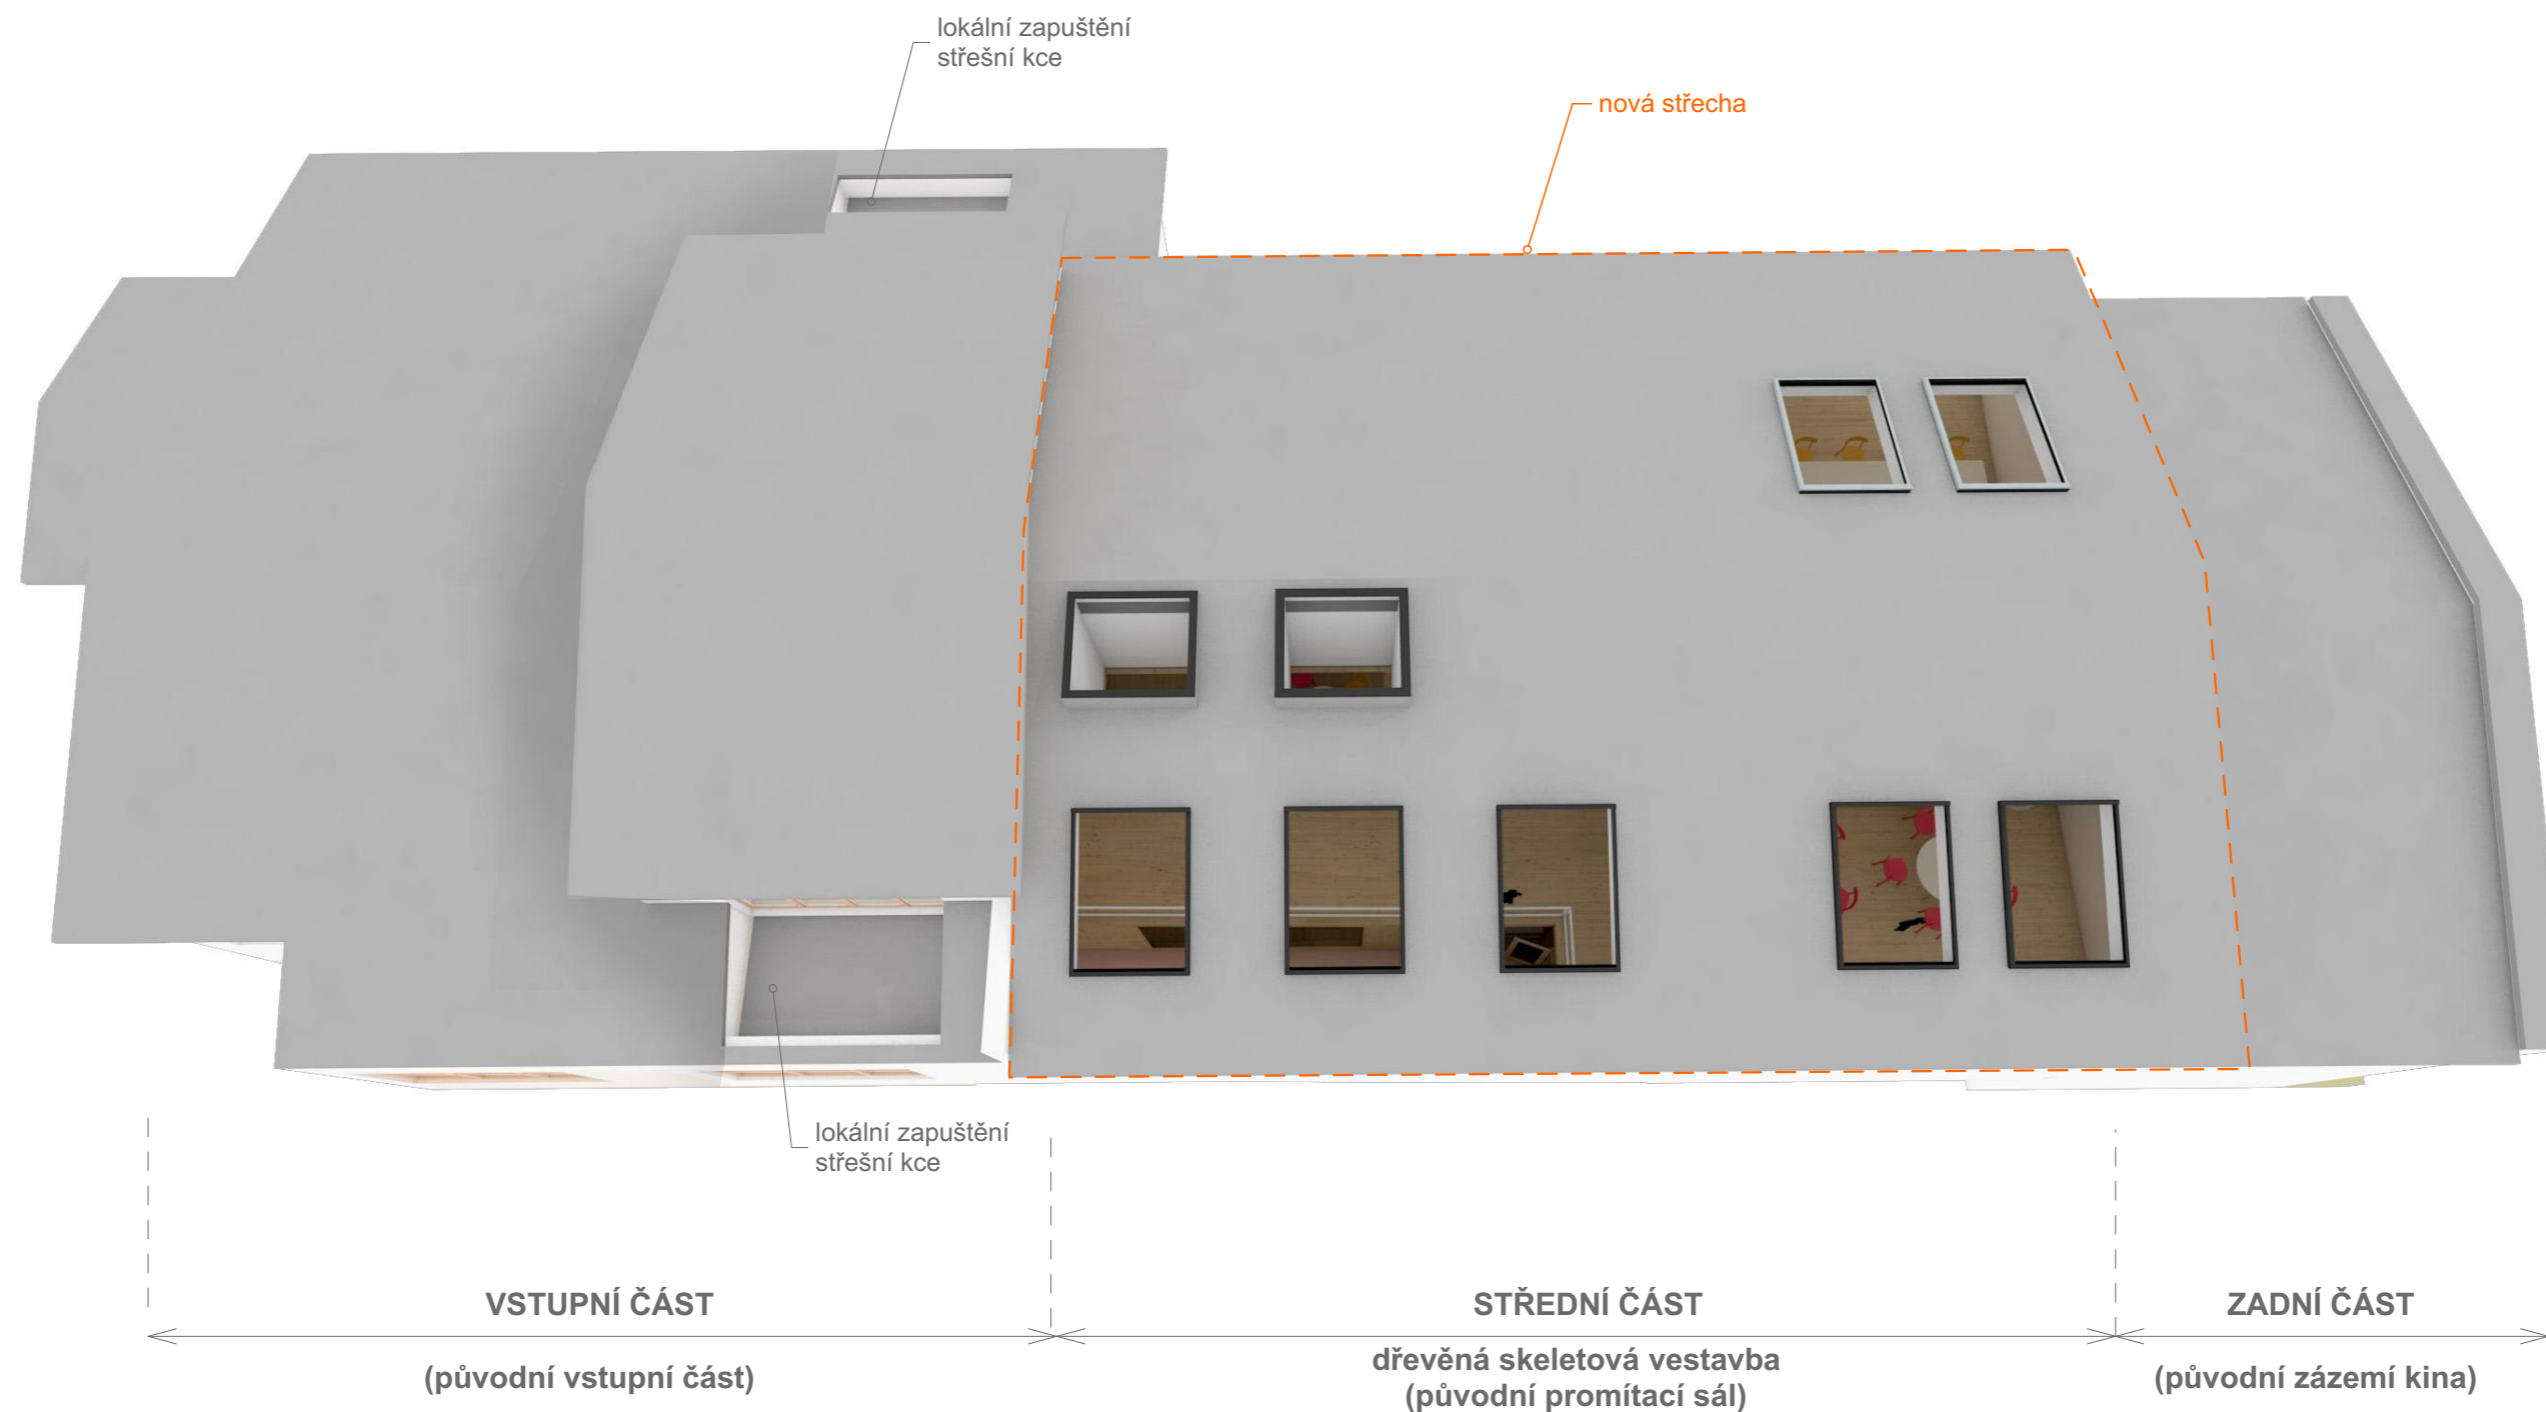 lokální zapuštění
střešní kce
nová střecha
lokální zapuštění
střešní kce
VSTUPNÍ ČÁST
(původní vstupní část)
STŘEDNÍ ČÁST
dřevěná skeletová vestavba
(původní promítací sál)
ZADNÍ ČÁST
(původní zázemí kina)